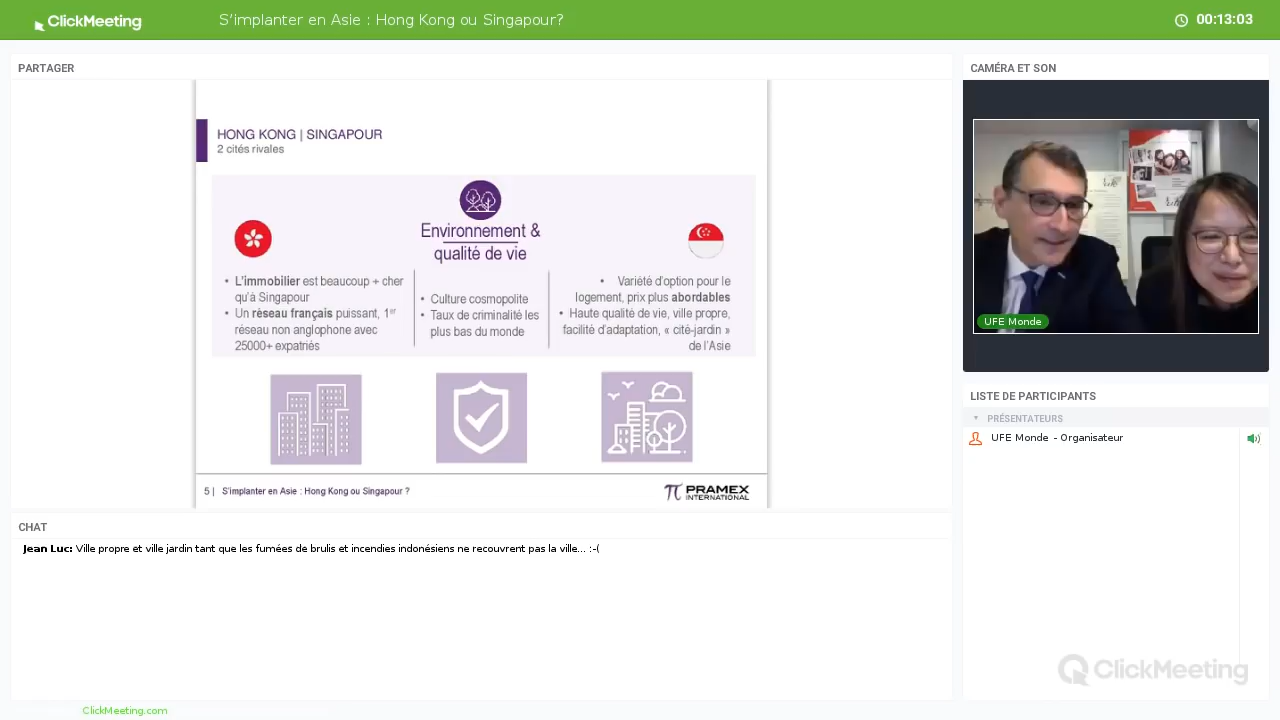 ClickMeeting
S'implanter en Asie : Hong Kong ou Singapour?
00:13:03
PARTAGER
HONG KONG | SINGAPOUR
2 cités rivales
Environnement &
qualité de vie
• L'immobilier est beaucoup + cher
qu'à Singapour
• Un réseau français puissant, 1er
réseau non anglophone avec
25000+ expatriés
• Culture cosmopolite
• Taux de criminalité les
plus bas du monde
• Variété d'option pour le
logement, prix plus abordables
• Haute qualité de vie, ville propre,
facilité d'adaptation, « cité-jardin »
de l'Asie
5 | S'implanter en Asie : Hong Kong ou Singapour ?
PRAMEX
INTERNATIONAL
CHAT
Jean Luc: Ville propre et ville jardin tant que les fumées de brulis et incendies indonésiens ne recouvrent pas la ville... :-(
CAMÉRA ET SON
UFE Monde
LISTE DE PARTICIPANTS
PRÉSENTATEURS
UFE Monde - Organisateur
ClickMeeting
ClickMeeting.com